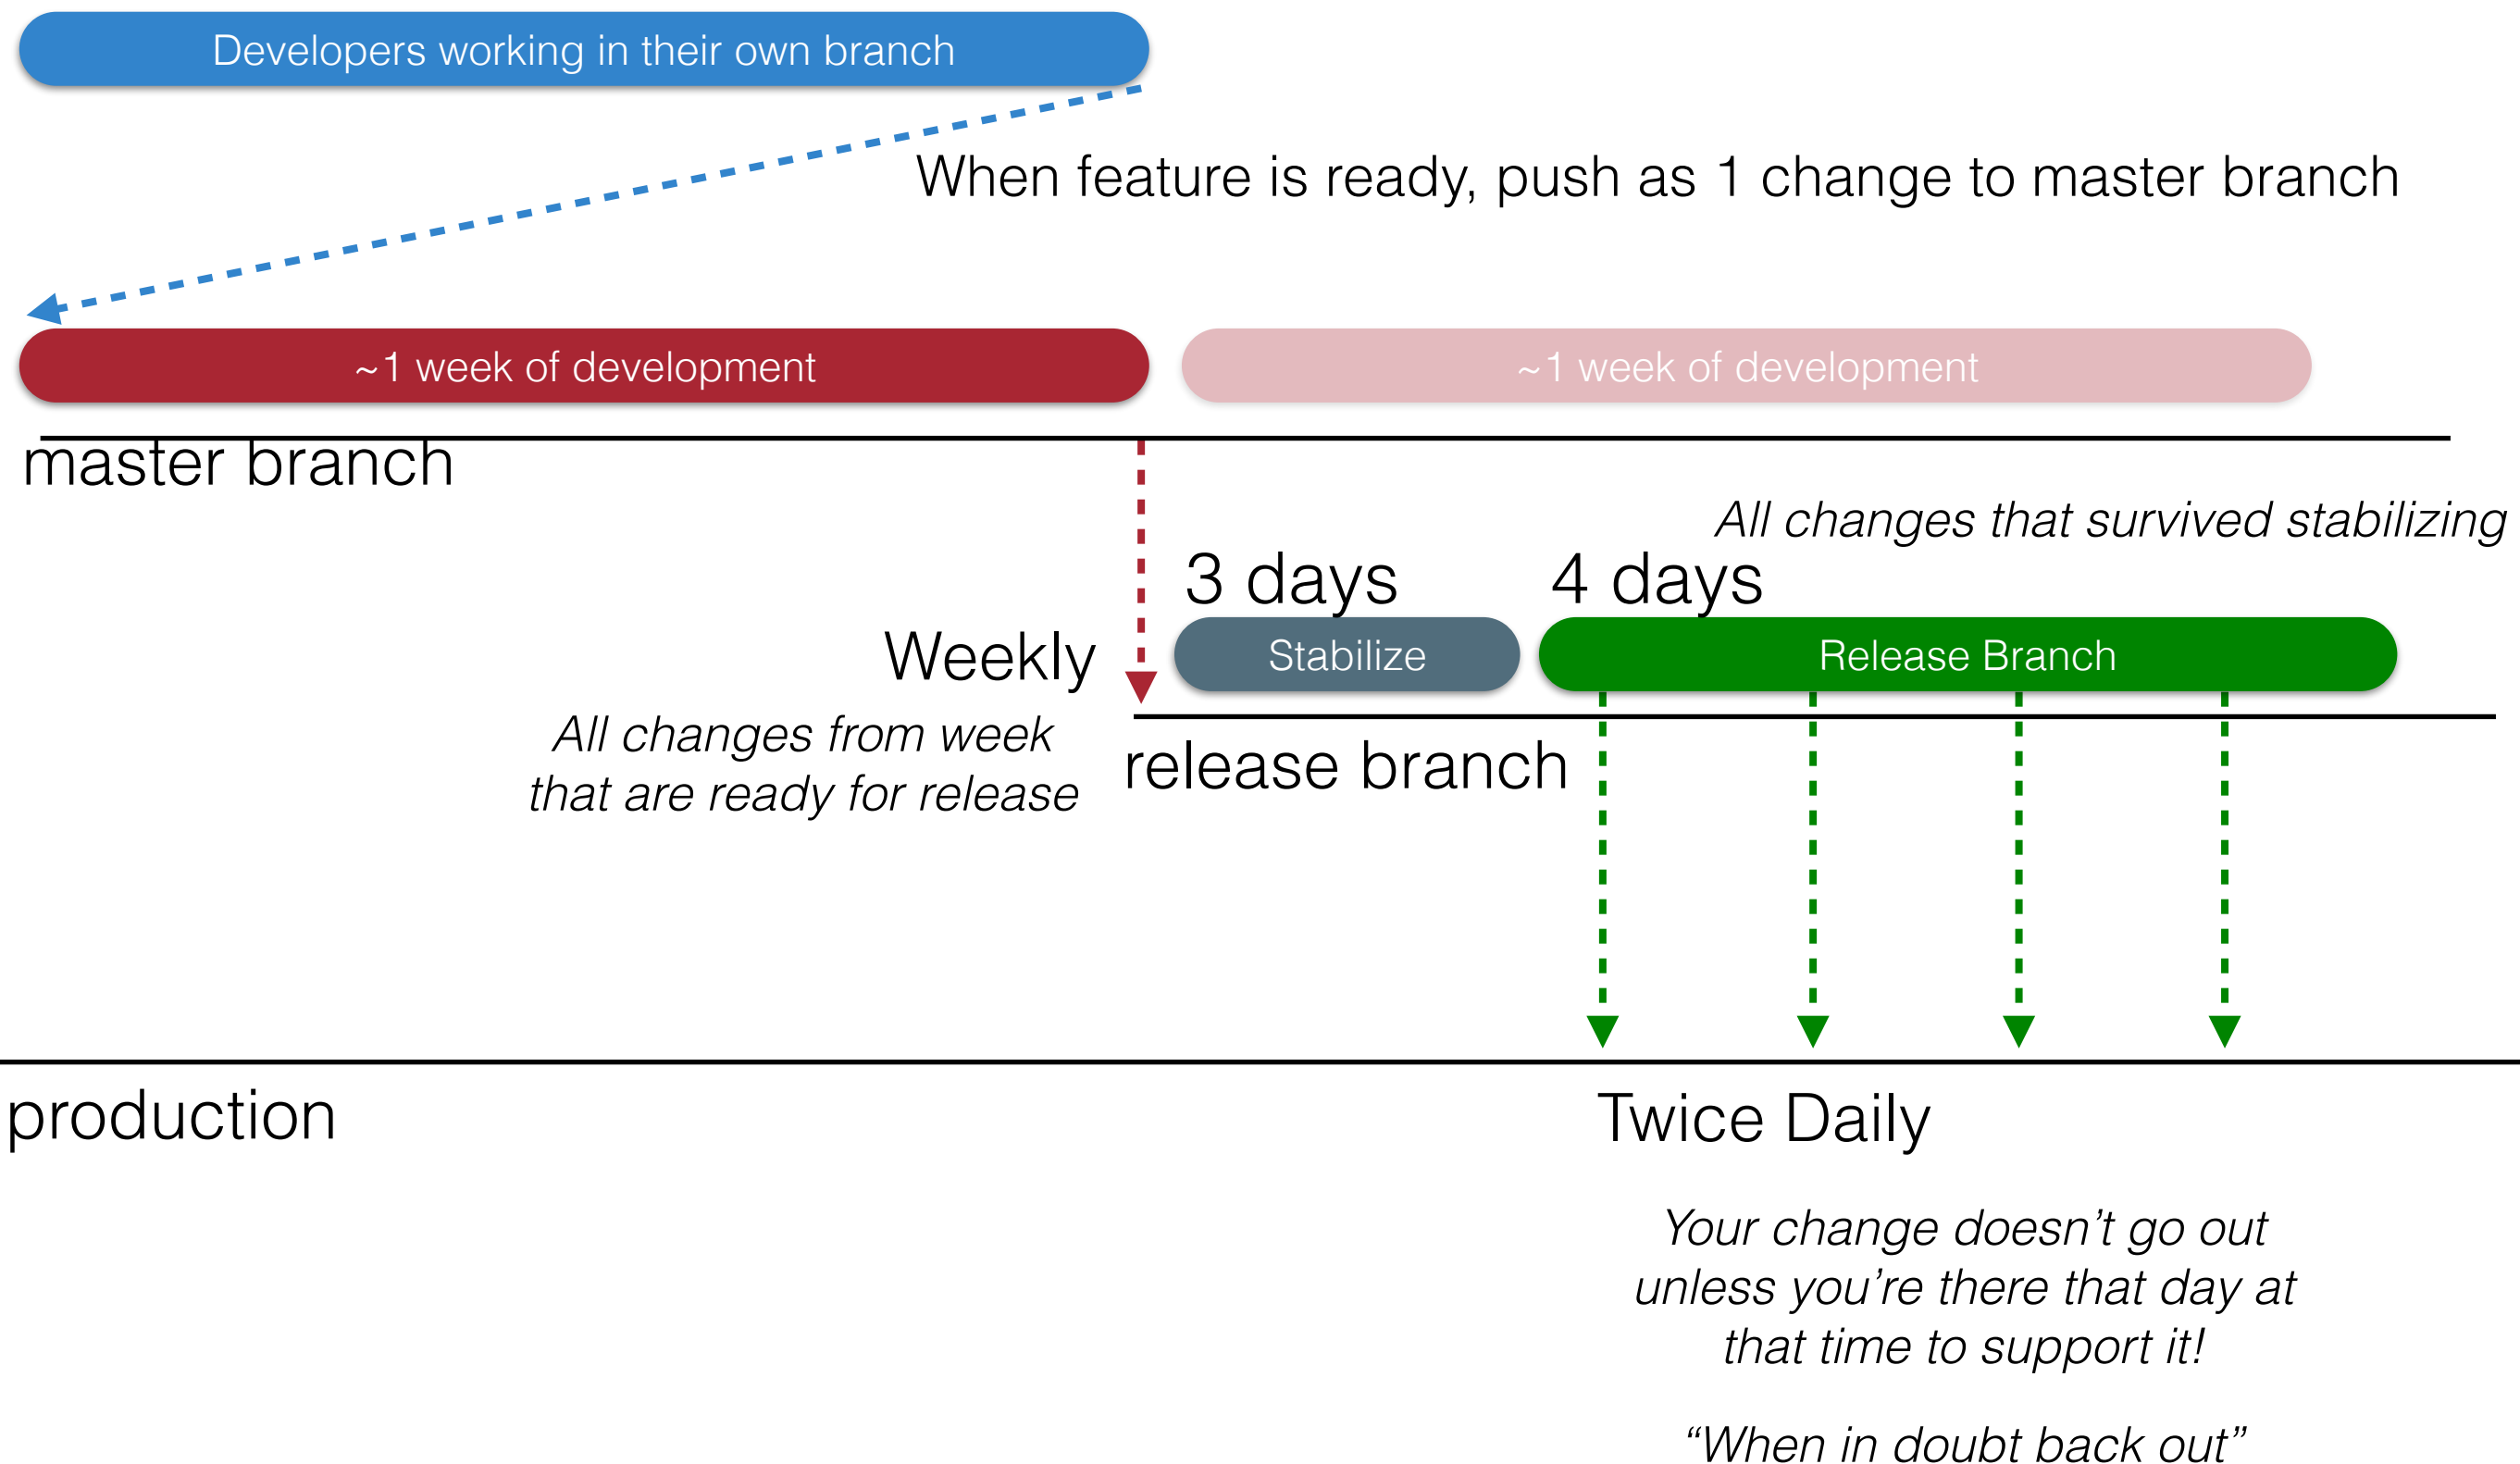 Developers working in their own branch
When feature is ready, push as 1 change to master branch
~1 week of development
~1 week of development
master branch
All changes that survived stabilizing
3 days
4 days
Weekly
Stabilize
Release Branch
All changes from week
that are ready for release
release branch
production
Twice Daily
Your change doesn’t go out
unless you’re there that day at
that time to support it!
“When in doubt back out”